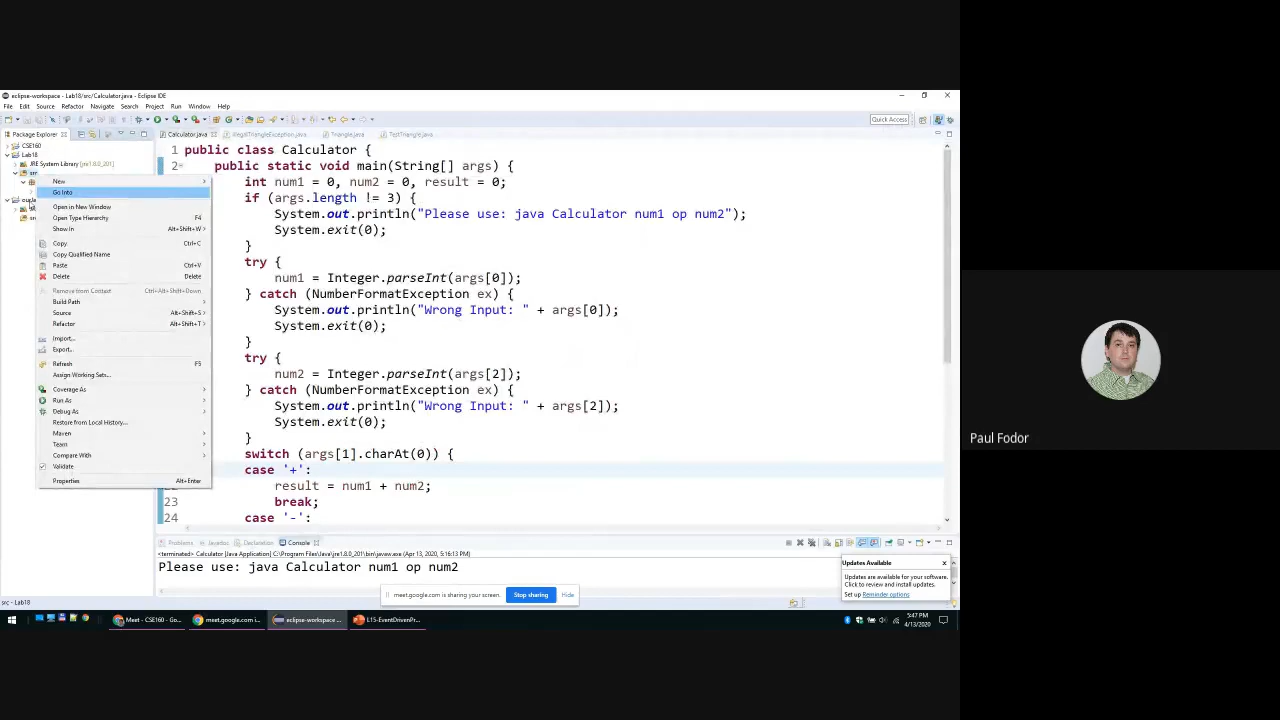 eclipse-workspace - Lab18/src/Calculator.java - Eclipse IDE
File Edit Source Refactor Navigate Search Project Run Window Help
Quick Access
Package Explorer
Calculator.java IllegalTriangleException.java Triangle.java TestTriangle.java
CSE160
Lab18
JRE System Library [jre1.8.0_201]
New
Go Into
Open in New Window
Open Type Hierarchy F4
Show In Alt+Shift+W
Copy Ctrl+C
Copy Qualified Name
Paste Ctrl+V
Delete Delete
Remove from Context Ctrl+Alt+Shift+Down
Build Path
Source Alt+Shift+S
Refactor Alt+Shift+T
Import...
Export...
Refresh F5
Assign Working Sets...
Coverage As
Run As
Debug As
Restore from Local History...
Maven
Team
Compare With
Validate
Properties Alt+Enter
1 public class Calculator {
2 public static void main(String[] args) {
int num1 = 0, num2 = 0, result = 0;
if (args.length != 3) {
System.out.println("Please use: java Calculator num1 op num2");
System.exit(0);
}
try {
num1 = Integer.parseInt(args[0]);
} catch (NumberFormatException ex) {
System.out.println("Wrong Input: " + args[0]);
System.exit(0);
}
try {
num2 = Integer.parseInt(args[2]);
} catch (NumberFormatException ex) {
System.out.println("Wrong Input: " + args[2]);
System.exit(0);
}
switch (args[1].charAt(0)) {
case '+':
result = num1 + num2;
23 break;
24 case '-':
Problems Javadoc Declaration Console
<terminated> Calculator [Java Application] C:\Program Files\Java\jre1.8.0_201\bin\javaw.exe (Apr 13, 2020, 5:16:13 PM)
Please use: java Calculator num1 op num2
Updates Available
Updates are available for your software.
Click to review and install updates.
Set up Reminder options
meet.google.com is sharing your screen. Stop sharing Hide
src - Lab18
Meet - CSE160 - Go... meet.google.com i... eclipse-workspace ... L15-EventDrivenPr...
5:47 PM
4/13/2020
Paul Fodor